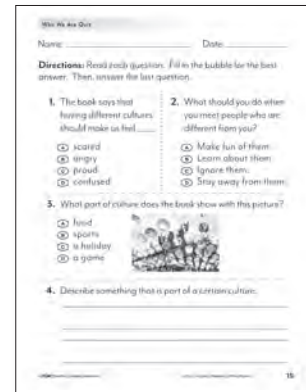 Who We Are Quiz
Name: Date:
Directions: Read each question. Fill in the bubble for the best
answer. Then, answer the last question.
1. The book says that
having different cultures
should make us feel
A scared
B angry
C proud
D confused
2. What should you do when
you meet people who are
different from you?
A Make fun of them.
B Learn about them.
C Ignore them.
D Stay away from them.
3. What part of culture does the book show with this picture?
A food
B sports
C a holiday
D a game
4. Describe something that is part of a certain culture.
15